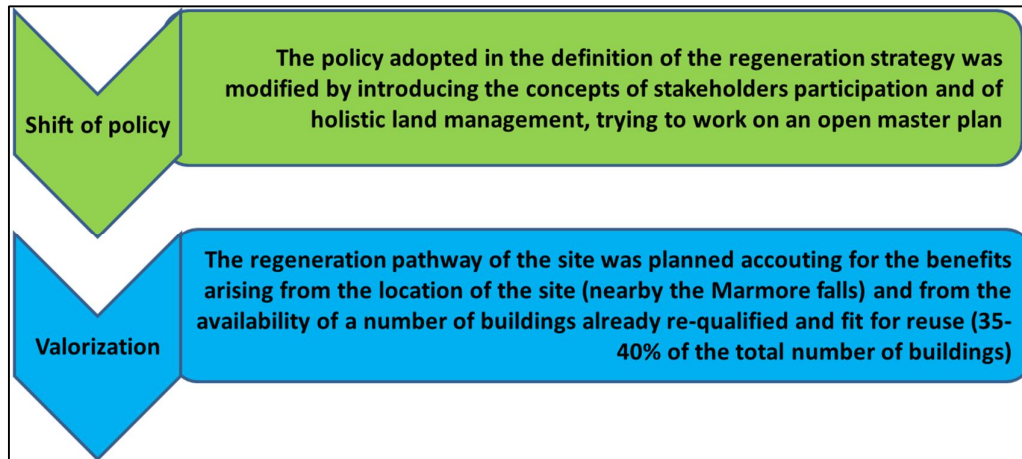 Shift of policy
The policy adopted in the definition of the regeneration strategy was
modified by introducing the concepts of stakeholders participation and of
holistic land management, trying to work on an open master plan
Valorization
The regeneration pathway of the site was planned accouting for the benefits
arising from the location of the site (nearby the Marmore falls) and from the
availability of a number of buildings already re-qualified and fit for reuse (35-
40% of the total number of buildings)